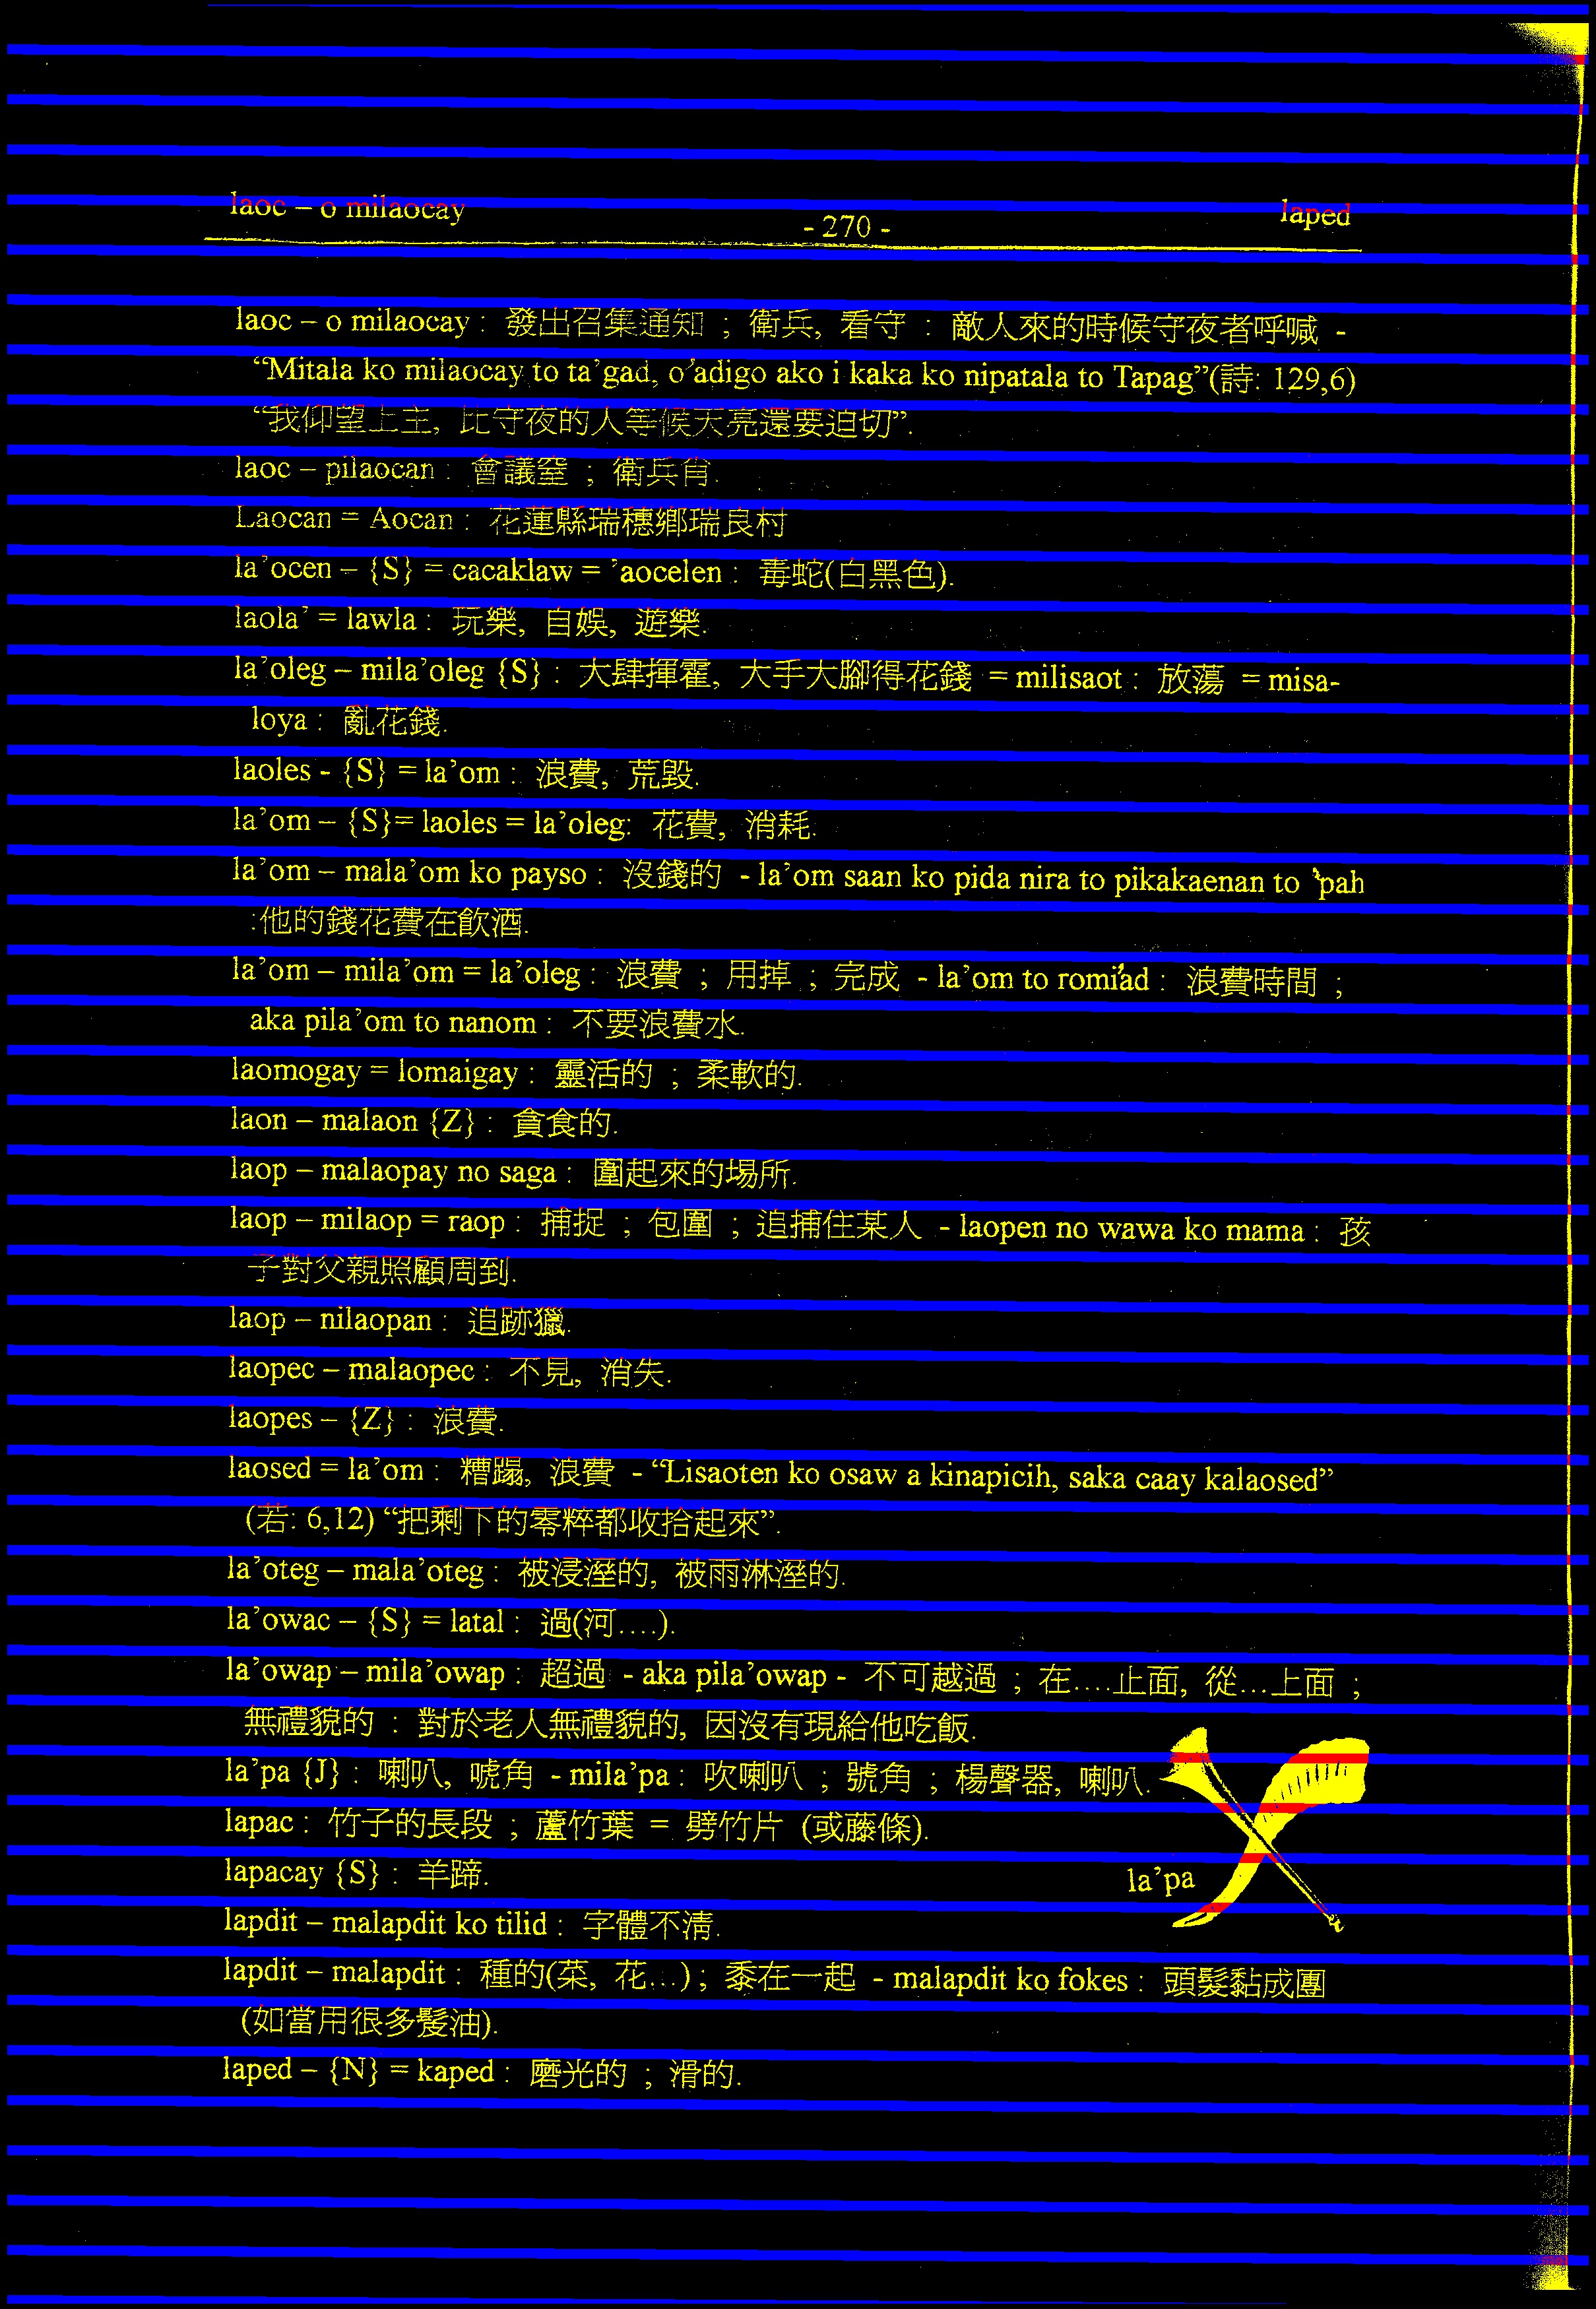 laoc – o milaocay
- 270 -
laped
laoc – o milaocay : 發出召集通知 ; 衛兵, 看守 : 敵人來的時候守夜者呼喊 -
“Mitala ko milaocay to ta’gad, o’adigo ako i kaka ko nipatala to Tapag”(詩: 129,6)
“我仰望上主, 比守夜的人等候天亮還要迫切”.
laoc – pilaocan : 會議室 ; 衛兵肖.
Laocan = Aocan : 花蓮縣瑞穗鄉瑞良村
la’ocen – {S} = cacaklaw = ’aocelen : 毒蛇(白黑色).
laola’ = lawla : 玩樂, 自娛, 遊樂.
la’oleg – mila’oleg {S} : 大肆揮霍, 大手大腳得花錢 = milisaot : 放蕩 = misa-
loya : 亂花錢.
laoles - {S} = la’om : 浪費, 荒毀.
la’om – {S}= laoles = la’oleg: 花費, 消耗.
la’om – mala’om ko payso : 沒錢的 - la’om saan ko pida nira to pikakaenan to ’pah
:他的錢花費在飲酒.
la’om – mila’om = la’oleg : 浪費 ; 用掉 ; 完成 - la’om to romi’ad : 浪費時間 ;
aka pila’om to nanom : 不要浪費水.
laomogay = lomaigay : 靈活的 ; 柔軟的.
laon – malaon {Z} : 貪食的.
laop – malaopay no saga : 圍起來的場所.
laop – milaop = raop : 捕捉 ; 包圍 ; 追捕住某人 - laopen no wawa ko mama : 孩
子對父親照顧周到.
laop – nilaopan : 追跡獵.
laopec – malaopec : 不見, 消失.
laopes – {Z} : 浪費.
laosed = la’om : 糟蹋, 浪費 - “Lisaoten ko osaw a kinapicih, saka caay kalaosed”
(若: 6,12) “把剩下的零粹都收拾起來”.
la’oteg – mala’oteg : 被浸溼的, 被雨淋溼的.
la’owac – {S} = latal : 過(河....).
la’owap – mila’owap : 超過 - aka pila’owap - 不可越過 ; 在....止面, 從...上面 ;
無禮貌的 : 對於老人無禮貌的, 因沒有現給他吃飯.
la’pa {J} : 喇叭, 號角 - mila’pa : 吹喇叭 ; 號角 ; 楊聲器, 喇叭.
lapac : 竹子的長段 ; 蘆竹葉 = 劈竹片 (或藤條).
lapacay {S} : 羊蹄.
la’pa
lapdit – malapdit ko tilid : 字體不清.
lapdit – malapdit : 種的(菜, 花...) ; 黍在一起 - malapdit ko fokes : 頭髮黏成團
(如當用很多髮油).
laped – {N} = kaped : 磨光的 ; 滑的.